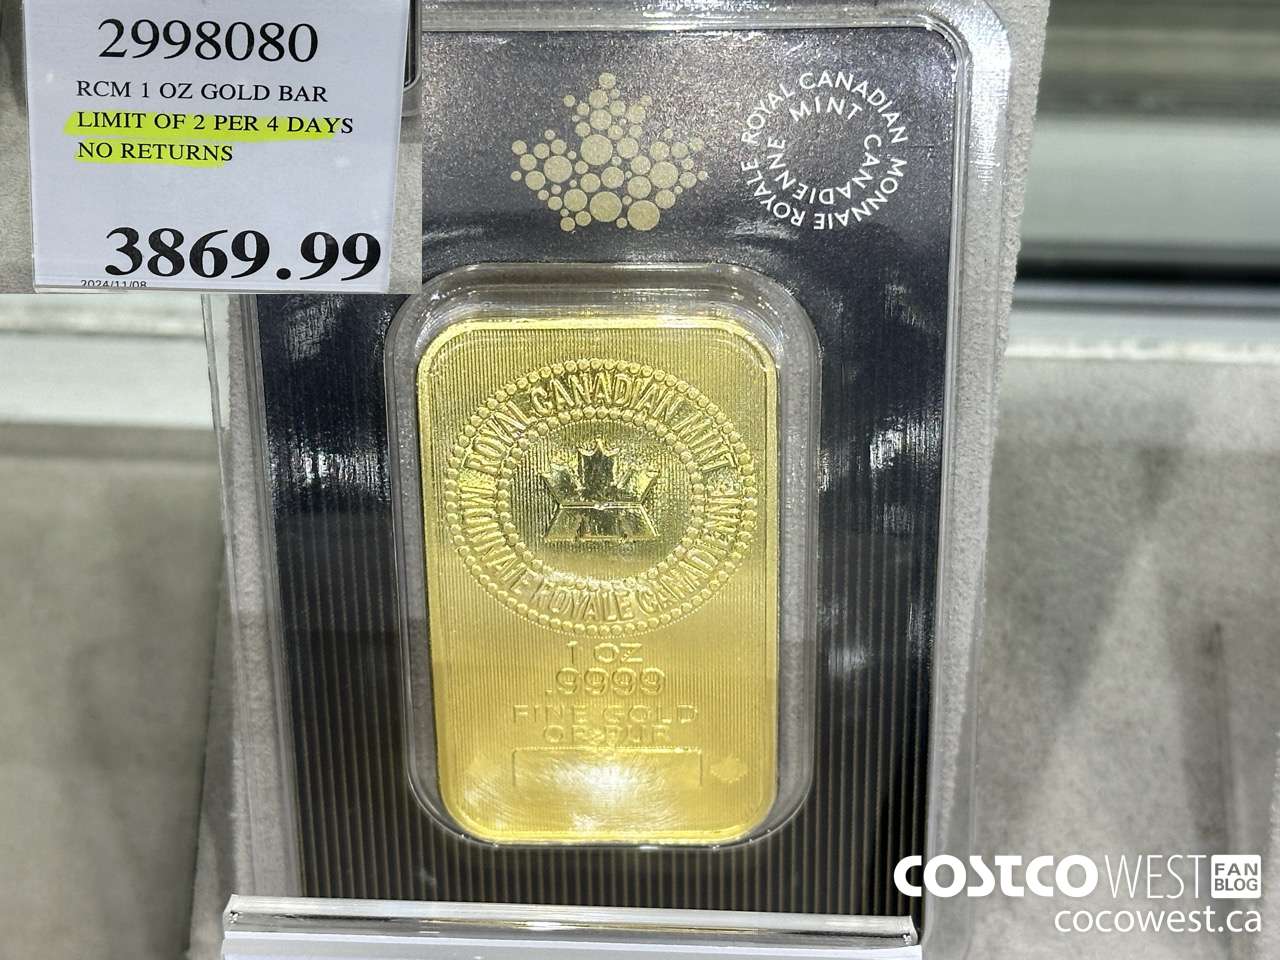 2998080
RCM 1 OZ GOLD BAR
LIMIT OF 2 PER 4 DAYS
NO RETURNS
3869.99
2024/11/08
ROYAL CANADIAN MONNAIE ROYALE CANADIENNE MINT
ROYAL CANADIAN MINT
MONNAIE ROYALE CANADIENNE
1 OZ
.9999
FINE GOLD
OR PUR
COSTCO WEST FAN BLOG
cocowest.ca